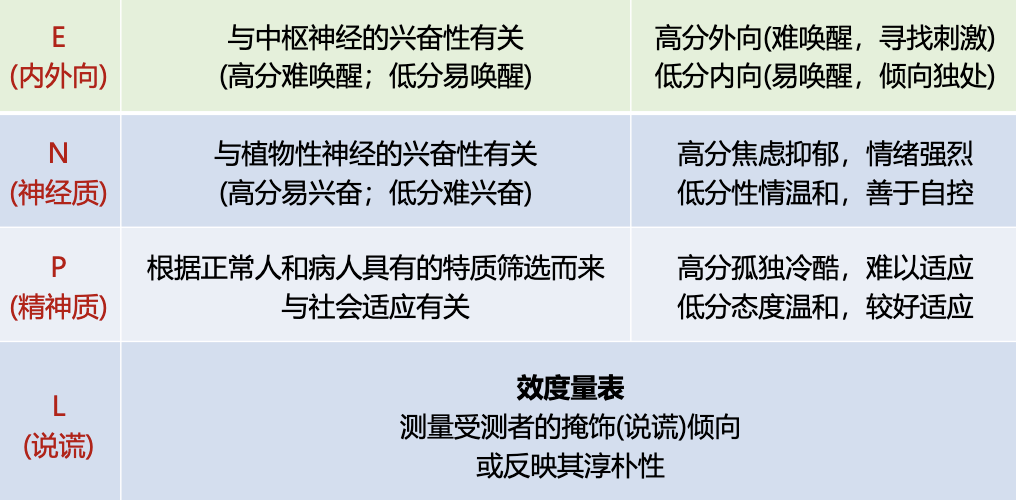 E
(内外向)
与中枢神经的兴奋性有关
(高分难唤醒；低分易唤醒)
高分外向(难唤醒，寻找刺激)
低分内向(易唤醒，倾向独处)
N
(神经质)
与植物性神经的兴奋性有关
(高分易兴奋；低分难兴奋)
高分焦虑抑郁，情绪强烈
低分性情温和，善于自控
P
(精神质)
根据正常人和病人具有的特质筛选而来
与社会适应有关
高分孤独冷酷，难以适应
低分态度温和，较好适应
L
(说谎)
效度量表
测量受测者的掩饰(说谎)倾向
或反映其淳朴性